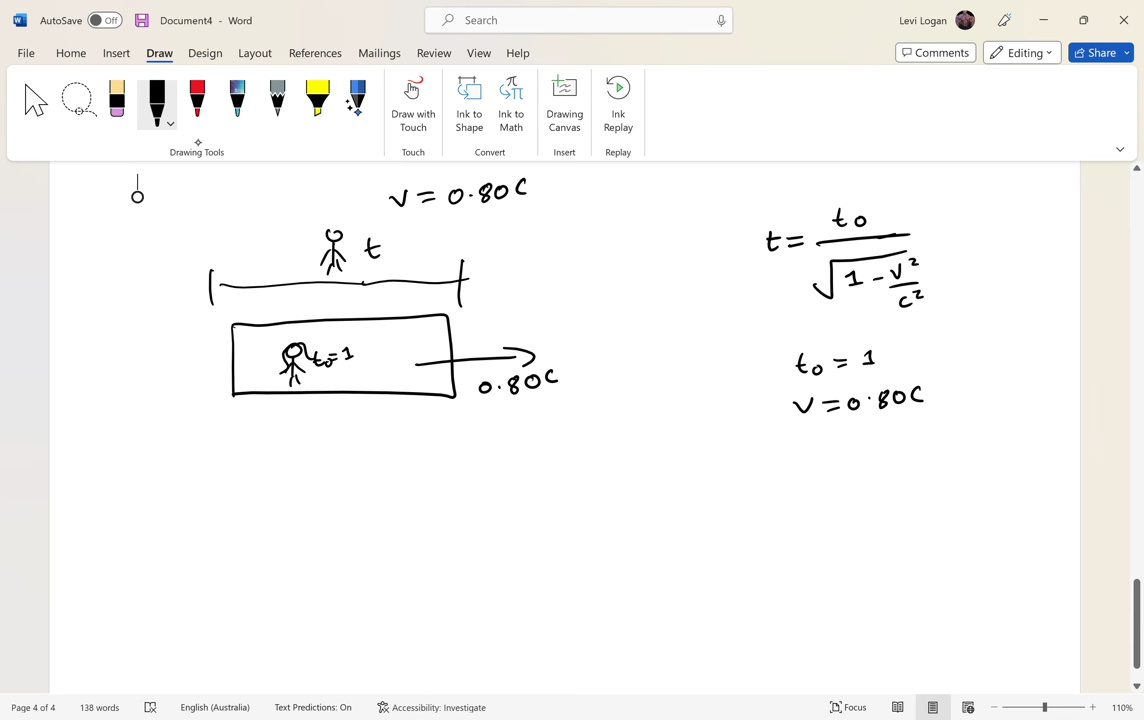 AutoSave Off Document4 - Word Search Levi Logan
File Home Insert Draw Design Layout References Mailings Review View Help Comments Editing Share
Draw with Touch Ink to Shape Ink to Math Drawing Canvas Ink Replay
Drawing Tools Touch Convert Insert Replay
v = 0.80C
t
t₀=1
0.80C
t = t₀ / √1 - v²/c²
t₀ = 1
v = 0.80C
Page 4 of 4 138 words English (Australia) Text Predictions: On Accessibility: Investigate Focus 110%